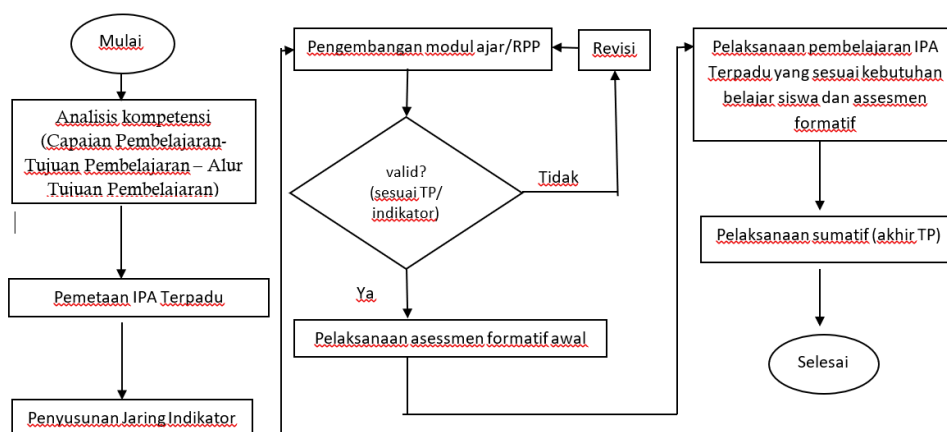 Mulai
Analisis kompetensi
(Capaian Pembelajaran-
Tujuan Pembelajaran – Alur
Tujuan Pembelajaran)
Pemetaan IPA Terpadu
Penyusunan Jaring Indikator
Pengembangan modul ajar/RPP
Revisi
valid?
(sesuai TP/
indikator)
Tidak
Ya
Pelaksanaan asessmen formatif awal
Pelaksanaan pembelajaran IPA
Terpadu yang sesuai kebutuhan
belajar siswa dan assesmen
formatif
Pelaksanaan sumatif (akhir TP)
Selesai